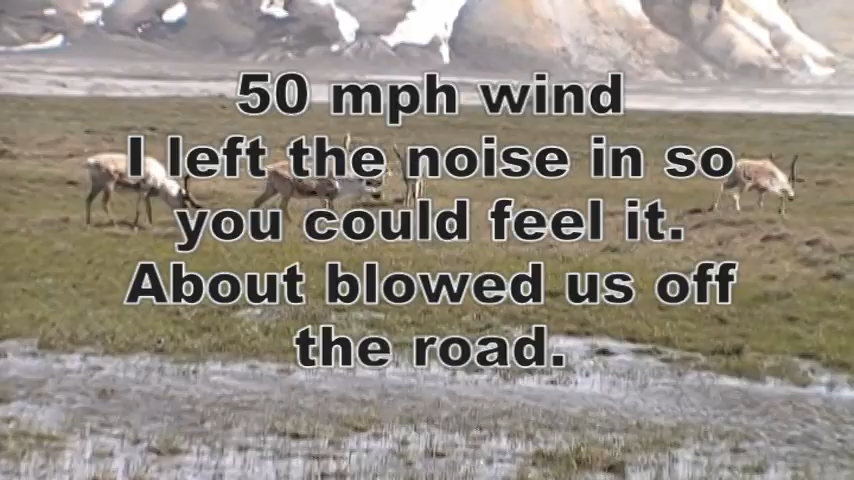 50 mph wind
I left the noise in so
you could feel it.
About blowed us off
the road.